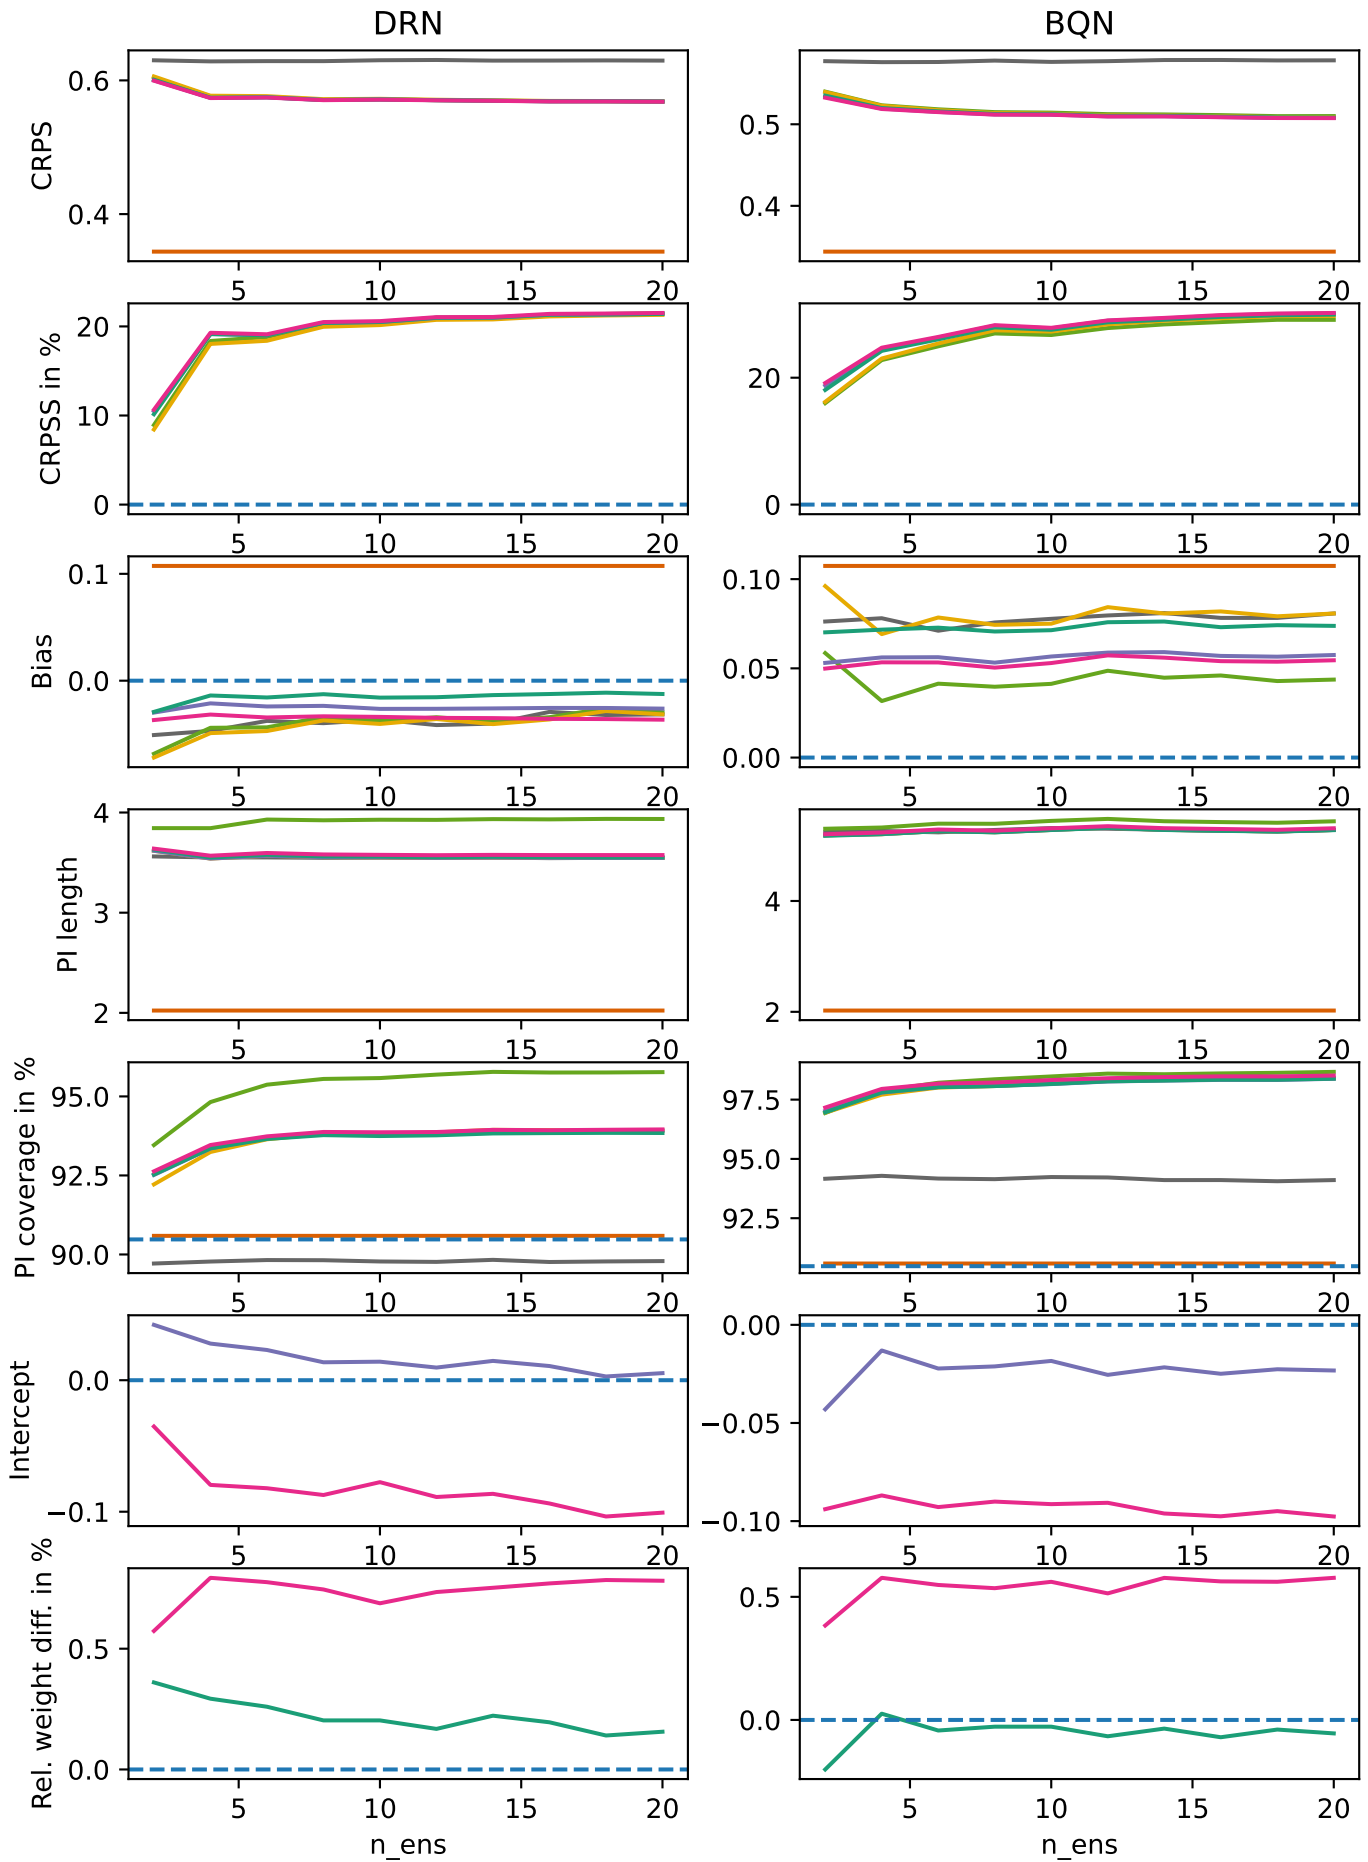 DRN BQN
CRPS
0.6
0.4
0.5
0.4
5 10 15 20 5 10 15 20
CRPSS in %
20
10
0
20
0
5 10 15 20 5 10 15 20
Bias
0.1
0.0
0.10
0.05
0.00
5 10 15 20 5 10 15 20
PI length
4
3
2
4
2
5 10 15 20 5 10 15 20
PI coverage in %
95.0
92.5
90.0
97.5
95.0
92.5
5 10 15 20 5 10 15 20
Intercept
0.0
−0.1
0.00
−0.05
−0.10
5 10 15 20 5 10 15 20
Rel. weight diff. in %
0.5
0.0
0.5
0.0
5 10 15 20 5 10 15 20
n_ens n_ens